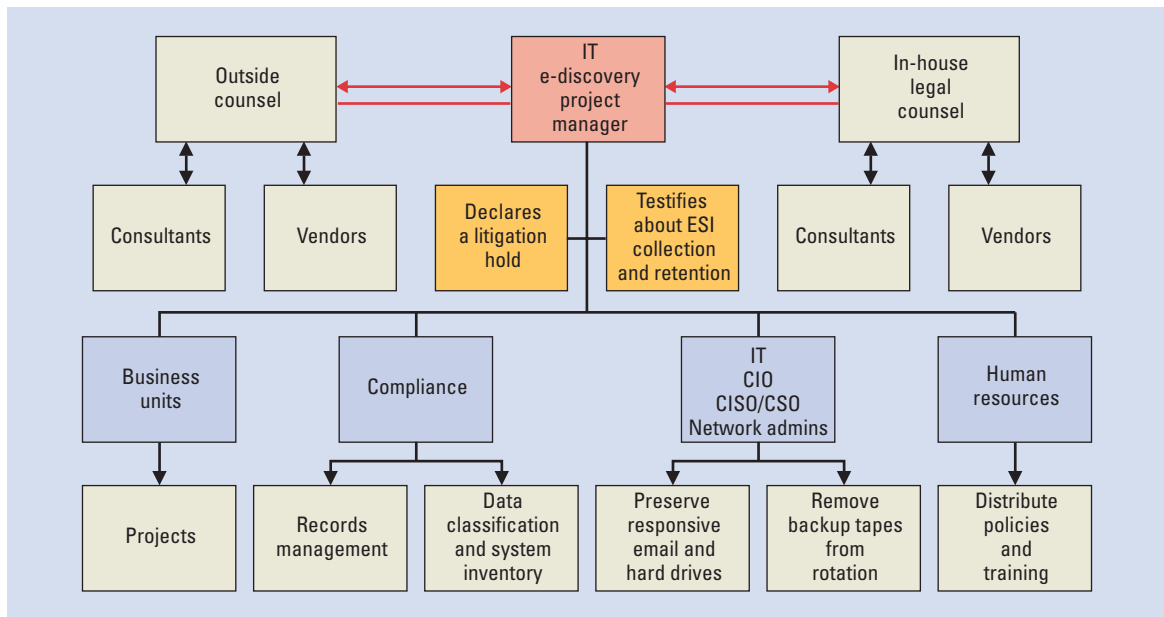 Outside
counsel
IT
e-discovery
project
manager
In-house
legal
counsel
Consultants
Vendors
Declares
a litigation
hold
Testifies
about ESI
collection
and retention
Consultants
Vendors
Business
units
Compliance
IT
CIO
CISO/CSO
Network admins
Human
resources
Projects
Records
management
Data
classification
and system
inventory
Preserve
responsive
email and
hard drives
Remove
backup tapes
from
rotation
Distribute
policies
and
training